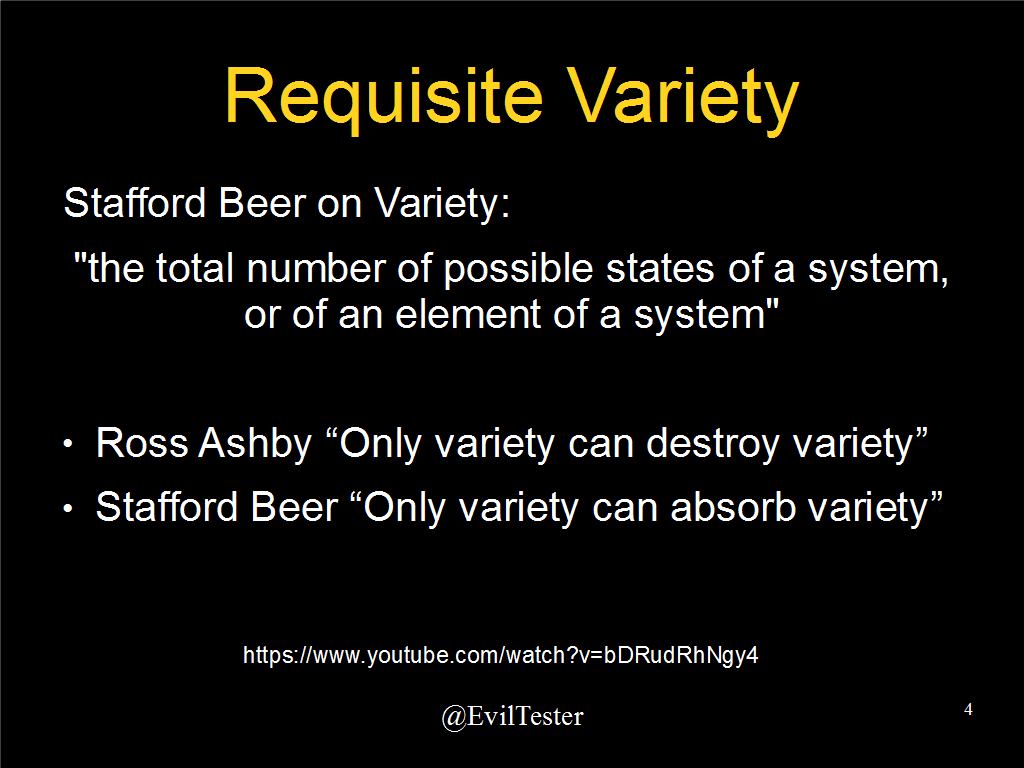 Requisite Variety
Stafford Beer on Variety:
"the total number of possible states of a system,
or of an element of a system"
• Ross Ashby “Only variety can destroy variety”
• Stafford Beer “Only variety can absorb variety”
https://www.youtube.com/watch?v=bDRudRhNgy4
@EvilTester
4